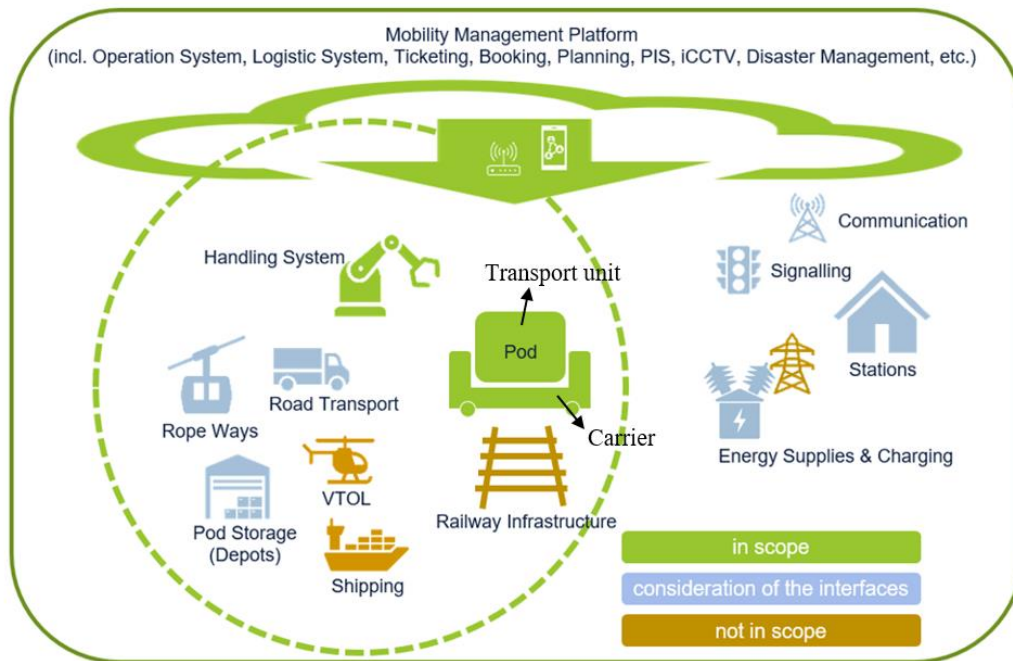 Mobility Management Platform
(incl. Operation System, Logistic System, Ticketing, Booking, Planning, PIS, iCCTV, Disaster Management, etc.)
Communication
Handling System
Signalling
Transport unit
Pod
Stations
Road Transport
Rope Ways
Carrier
Energy Supplies & Charging
VTOL
Railway Infrastructure
Pod Storage
(Depots)
Shipping
in scope
consideration of the interfaces
not in scope